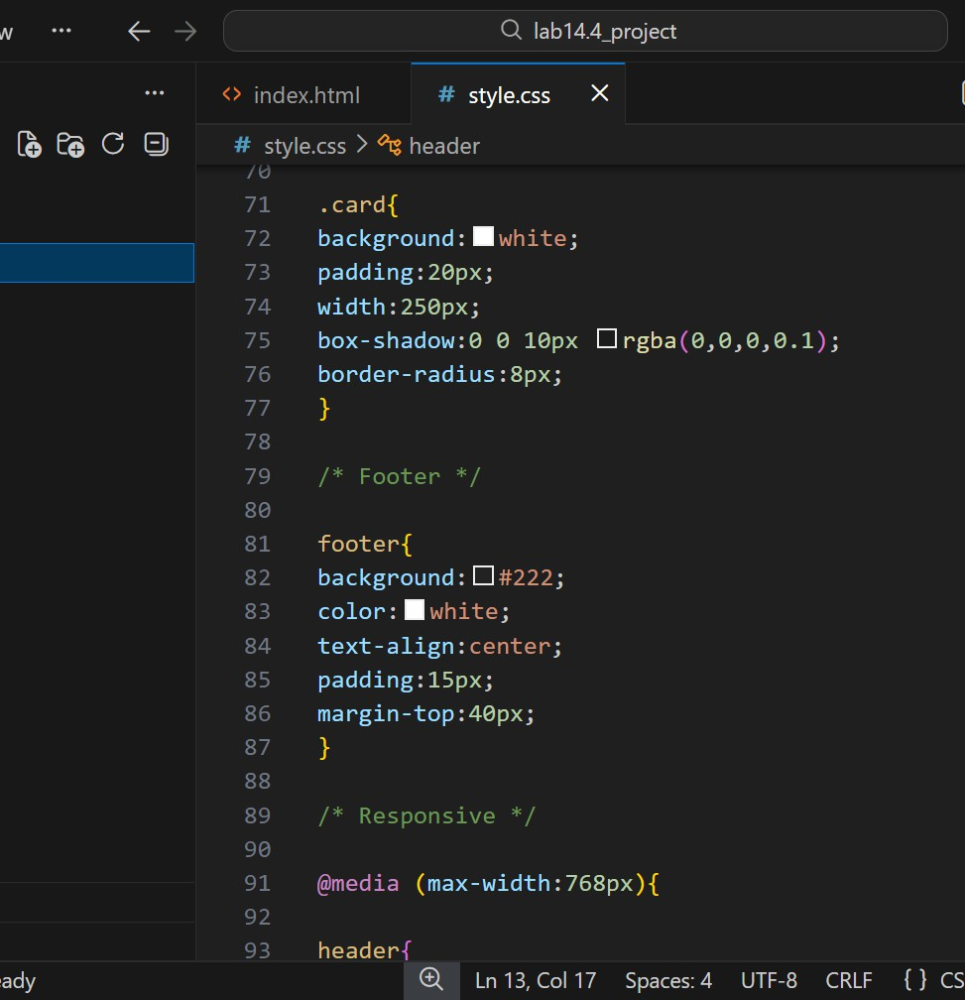 w ... lab14.4_project
... index.html # style.css
# style.css > header
70
71 .card{
72 background: white;
73 padding:20px;
74 width:250px;
75 box-shadow:0 0 10px rgba(0,0,0,0.1);
76 border-radius:8px;
77 }
78
79 /* Footer */
80
81 footer{
82 background: #222;
83 color: white;
84 text-align:center;
85 padding:15px;
86 margin-top:40px;
87 }
88
89 /* Responsive */
90
91 @media (max-width:768px){
92
93 header{
eady Ln 13, Col 17 Spaces: 4 UTF-8 CRLF {} CS